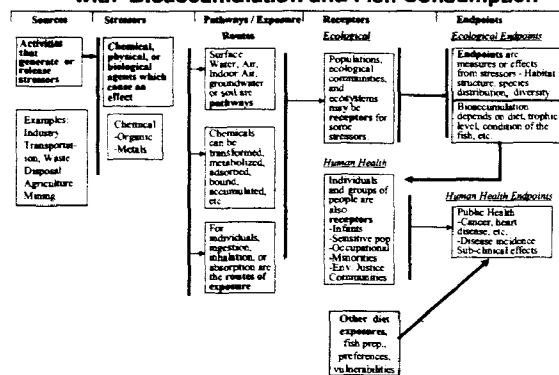 with Bioaccumulation and Fish Consumption
Sources
Stressors
Pathways / Exposure
Routes
Receptors
Endpoints
Ecological
Ecological Endpoints
Activities
that
generate or
release
stressors
Chemical,
physical, or
biological
agents which
cause an
effect
Surface
Water, Air,
Indoor Air,
groundwater
or soil are
pathways
Populations,
ecological
communities,
and
ecosystems
may be
receptors for
some
stressors.
Endpoints are
measures or effects
from stressors - Habitat
structure, species
distribution, diversity
Bioaccumulation
depends on diet, trophic
level, condition of the
fish, etc.
Examples:
Industry
Transportat-
ion, Waste
Disposal
Agriculture
Mining
Chemical
-Organic
-Metals
Chemicals
can be
transformed,
metabolized,
adsorbed,
bound,
accumulated,
etc
Human Health
Individuals
and groups of
people are
also
receptors
-Infants
-Sensitive pop
-Occupational
-Minorities
-Env. Justice
Communities
Human Health Endpoints
Public Health
-Cancer, heart
disease, etc.
-Disease incidence
Sub-clinical effects
For
individuals,
ingestion,
inhalation, or
absorption are
the routes of
exposure
Other diet
exposures,
fish prep.,
preferences,
vulnerabilities